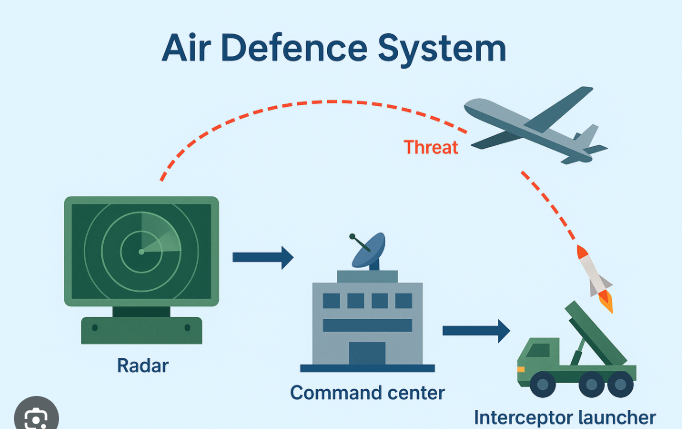 Air Defence System
Threat
Radar
Command center
Interceptor launcher